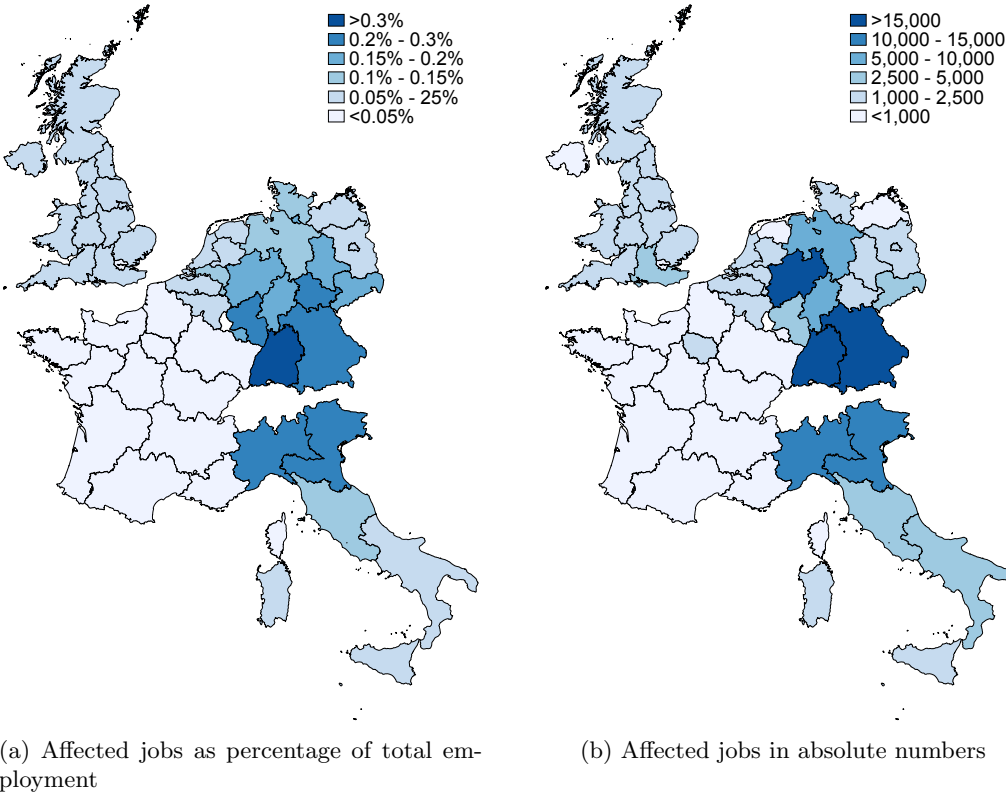 >0.3%
0.2% - 0.3%
0.15% - 0.2%
0.1% - 0.15%
0.05% - 25%
<0.05%
>15,000
10,000 - 15,000
5,000 - 10,000
2,500 - 5,000
1,000 - 2,500
<1,000
(a) Affected jobs as percentage of total em-
ployment
(b) Affected jobs in absolute numbers